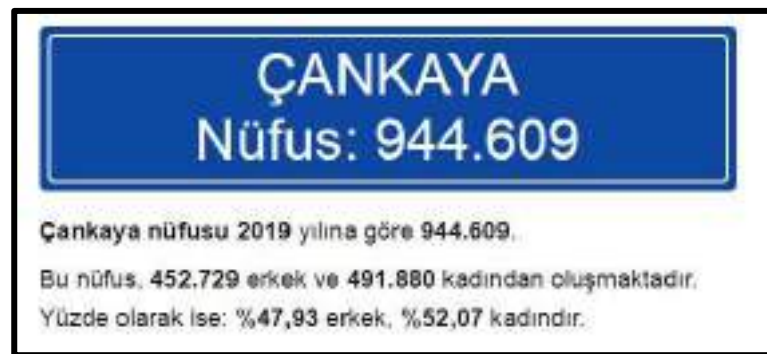 ÇANKAYA
Nüfus: 944.609
Çankaya nüfusu 2019 yılına göre 944.609.
Bu nüfus, 452.729 erkek ve 491.880 kadından oluşmaktadır.
Yüzde olarak ise: %47,93 erkek, %52,07 kadındır.